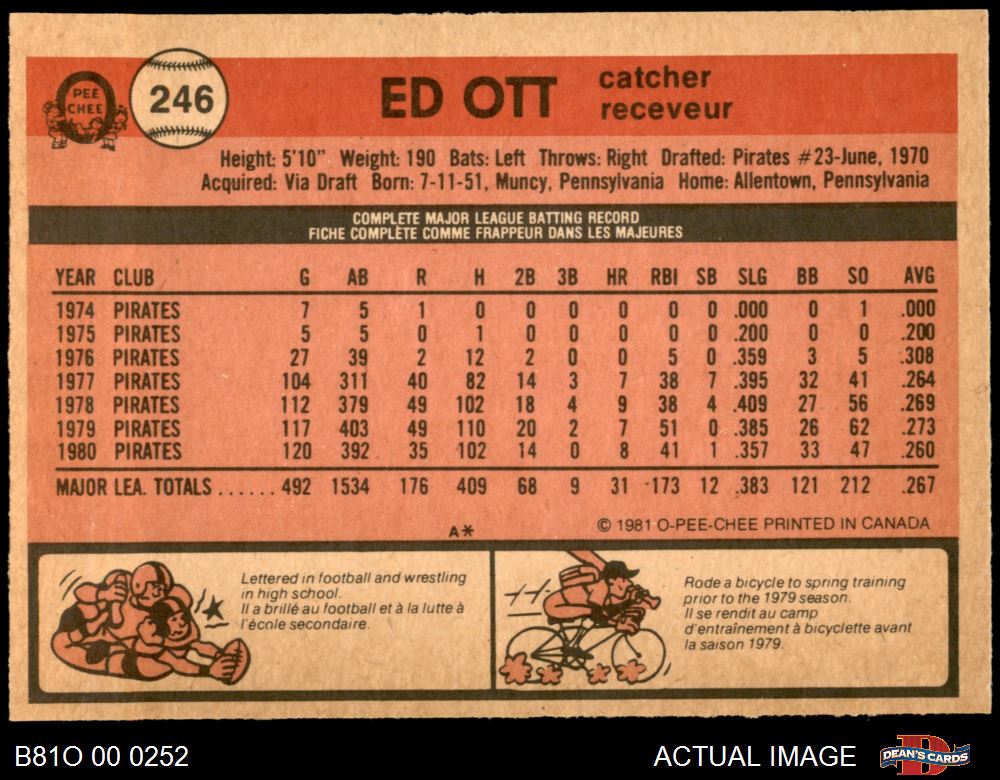 O
PEE
CHEE
246
ED OTT
catcher
receveur
Height: 5'10" Weight: 190 Bats: Left Throws: Right Drafted: Pirates #23-June, 1970
Acquired: Via Draft Born: 7-11-51, Muncy, Pennsylvania Home: Allentown, Pennsylvania
COMPLETE MAJOR LEAGUE BATTING RECORD
FICHE COMPLÈTE COMME FRAPPEUR DANS LES MAJEURES
YEAR CLUB G AB R H 2B 3B HR RBI SB SLG BB SO AVG
1974 PIRATES 7 5 1 0 0 0 0 0 0 .000 0 1 .000
1975 PIRATES 5 5 0 1 0 0 0 0 0 .200 0 0 .200
1976 PIRATES 27 39 2 12 2 0 0 5 0 .359 3 5 .308
1977 PIRATES 104 311 40 82 14 3 7 38 7 .395 32 41 .264
1978 PIRATES 112 379 49 102 18 4 9 38 4 .409 27 56 .269
1979 PIRATES 117 403 49 110 20 2 7 51 0 .385 26 62 .273
1980 PIRATES 120 392 35 102 14 0 8 41 1 .357 33 47 .260
MAJOR LEA. TOTALS ...... 492 1534 176 409 68 9 31 173 12 .383 121 212 .267
A* © 1981 O-PEE-CHEE PRINTED IN CANADA
Lettered in football and wrestling
in high school.
Il a brillé au football et à la lutte à
l'école secondaire.
Rode a bicycle to spring training
prior to the 1979 season.
Il se rendit au camp
d'entraînement à bicyclette avant
la saison 1979.
B81O 00 0252
ACTUAL IMAGE
D
DEAN'S CARDS